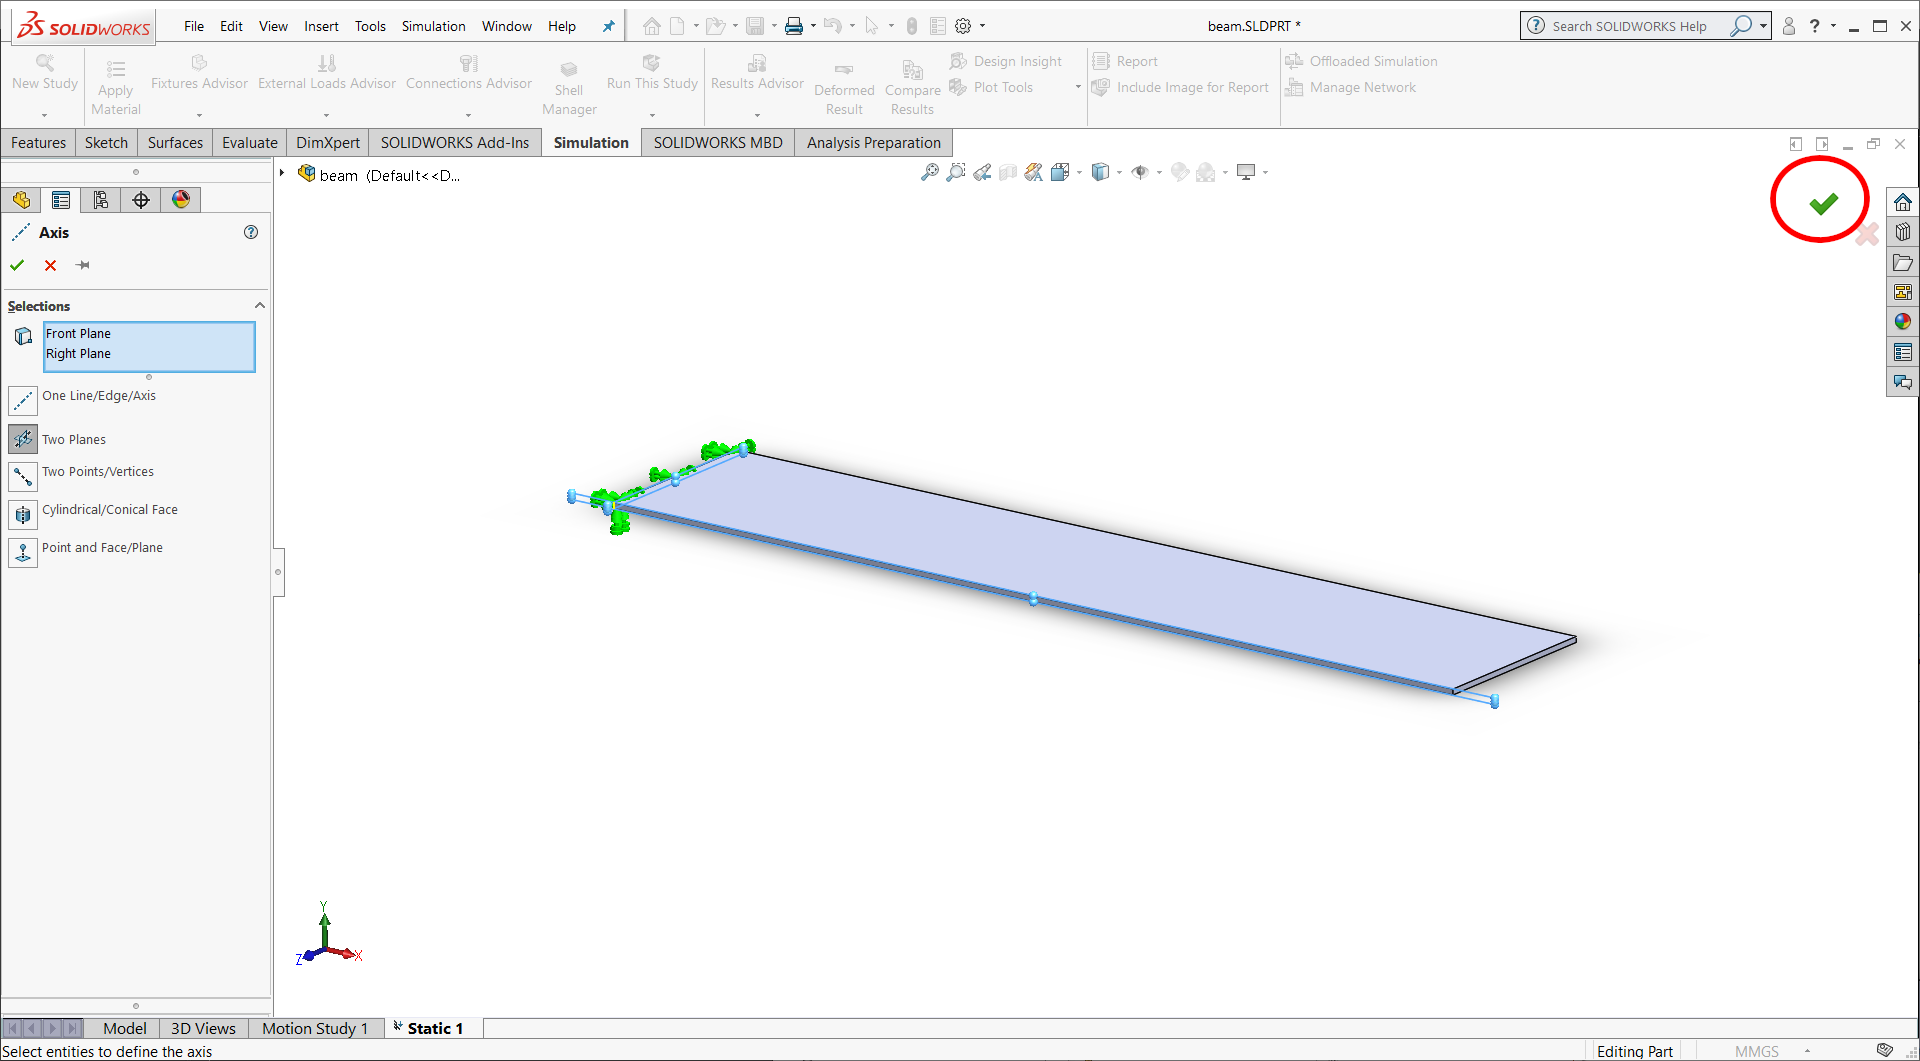 SOLIDWORKS File Edit View Insert Tools Simulation Window Help beam.SLDPRT * Search SOLIDWORKS Help
New Study
Apply Material
Fixtures Advisor
External Loads Advisor
Connections Advisor
Shell Manager
Run This Study
Results Advisor
Deformed Result
Compare Results
Design Insight
Plot Tools
Report
Include Image for Report
Offloaded Simulation
Manage Network
Features Sketch Surfaces Evaluate DimXpert SOLIDWORKS Add-Ins Simulation SOLIDWORKS MBD Analysis Preparation
beam (Default<<D...
Axis
Selections
Front Plane
Right Plane
One Line/Edge/Axis
Two Planes
Two Points/Vertices
Cylindrical/Conical Face
Point and Face/Plane
Y
Z
X
Model 3D Views Motion Study 1 Static 1
Select entities to define the axis Editing Part MMGS